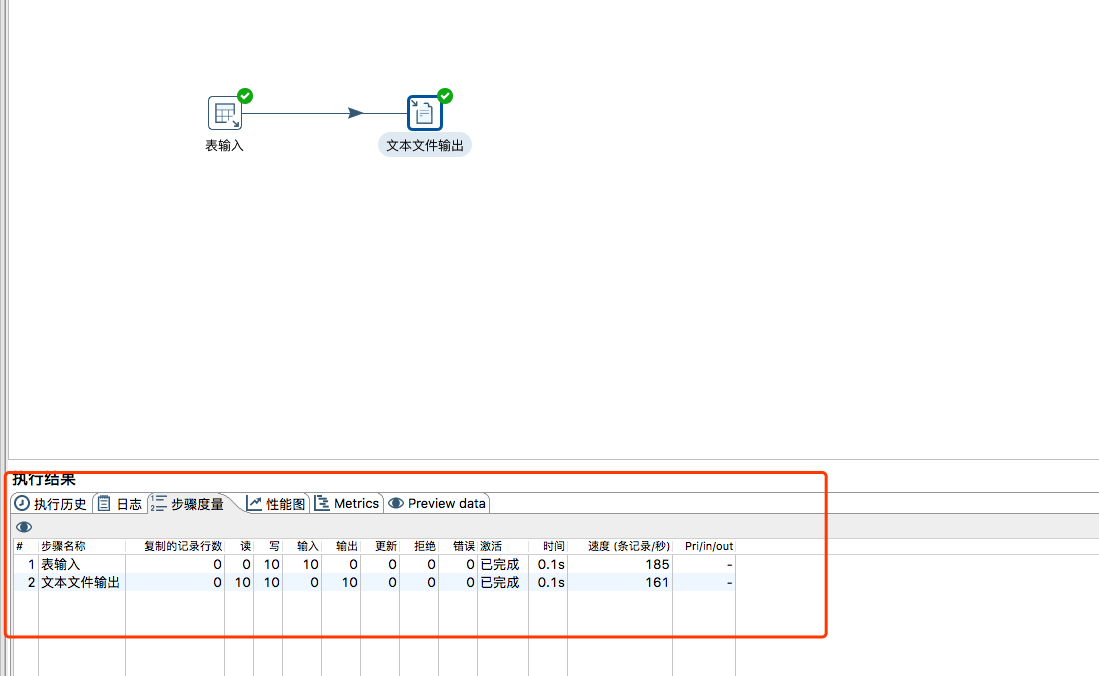 表输入
文本文件输出
执行结果
执行历史 日志 步骤度量 性能图 Metrics Preview data
# 步骤名称 复制的记录行数 读 写 输入 输出 更新 拒绝 错误 激活 时间 速度 (条记录/秒) Pri/in/out
1 表输入 0 0 10 10 0 0 0 0 已完成 0.1s 185 -
2 文本文件输出 0 10 10 0 10 0 0 0 已完成 0.1s 161 -